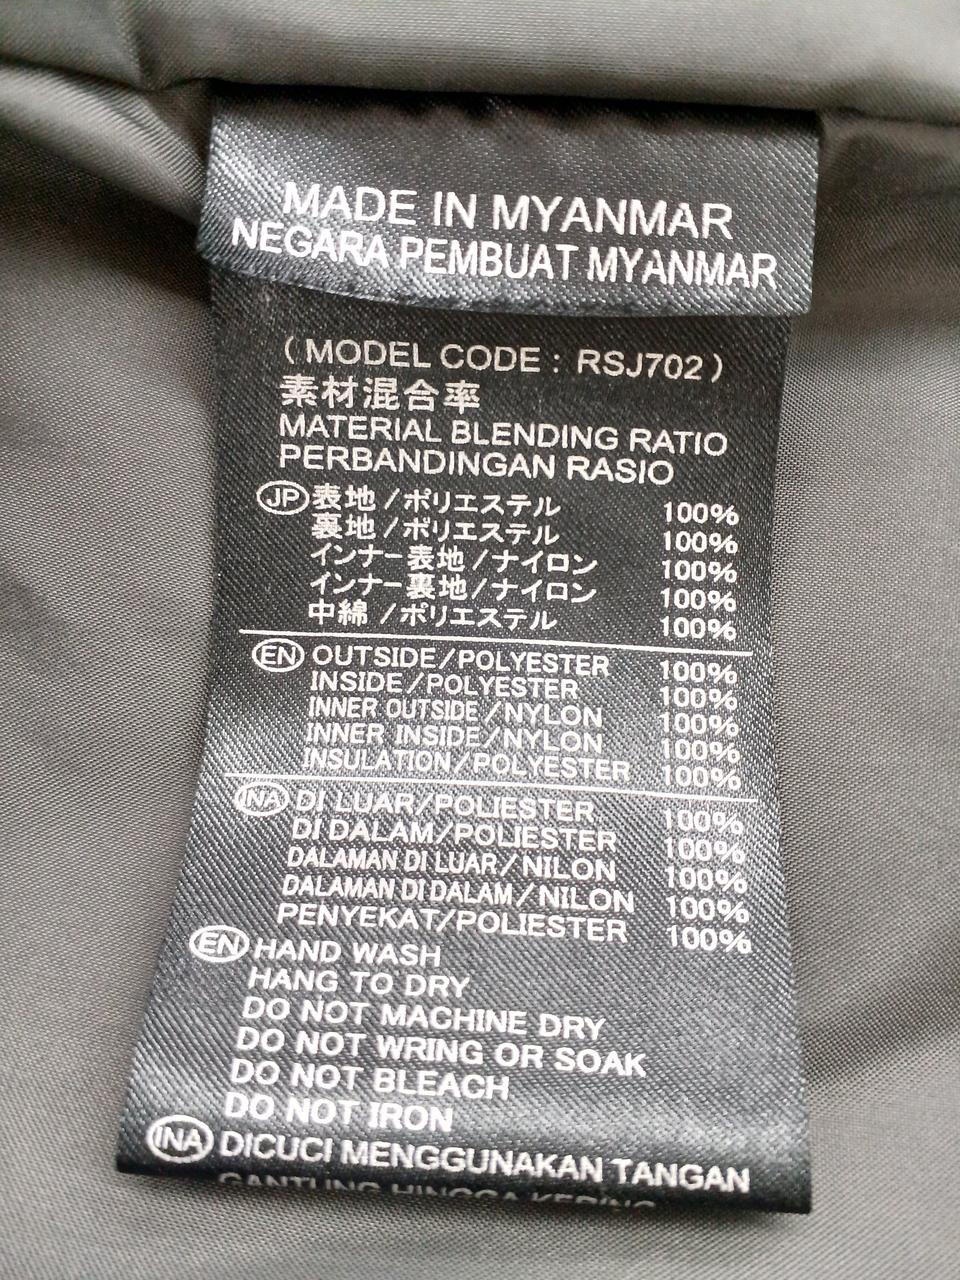 MADE IN MYANMAR
NEGARA PEMBUAT MYANMAR
( MODEL CODE : RSJ702 )
素材混合率
MATERIAL BLENDING RATIO
PERBANDINGAN RASIO
JP 表地 / ポリエステル 100%
裏地 / ポリエステル 100%
インナー表地 / ナイロン 100%
インナー裏地 / ナイロン 100%
中綿 / ポリエステル 100%
EN OUTSIDE/POLYESTER 100%
INSIDE/POLYESTER 100%
INNER OUTSIDE/NYLON 100%
INNER INSIDE/NYLON 100%
INSULATION/POLYESTER 100%
INA DI LUAR/POLIESTER 100%
DI DALAM/POLIESTER 100%
DALAMAN DI LUAR/NILON 100%
DALAMAN DI DALAM/NILON 100%
PENYEKAT/POLIESTER 100%
EN HAND WASH
HANG TO DRY
DO NOT MACHINE DRY
DO NOT WRING OR SOAK
DO NOT BLEACH
DO NOT IRON
INA DICUCI MENGGUNAKAN TANGAN
GANTUNG HINGGA KERING